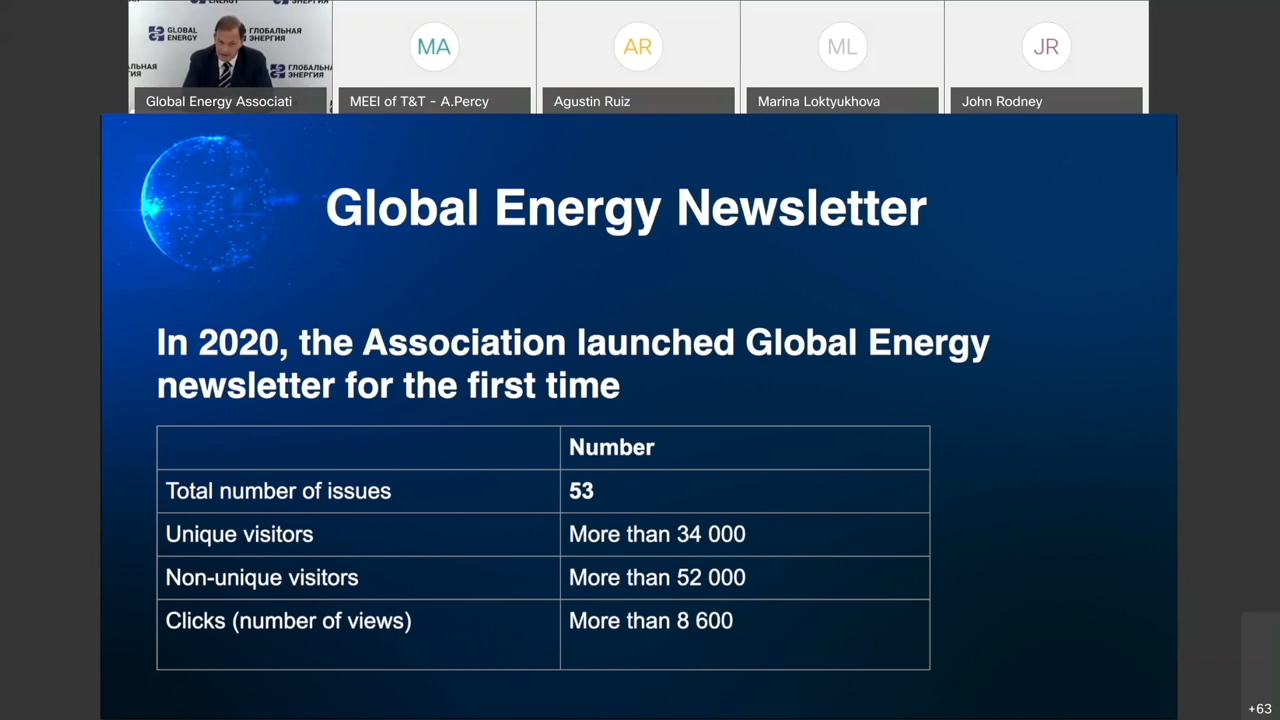 GLOBAL
ENERGY
ГЛОБАЛЬНАЯ
ЭНЕРГИЯ
ГЛОБАЛЬ
ЭНЕРГИЯ
Global Energy Associati
MA
MEEI of T&T - A.Percy
AR
Agustin Ruiz
ML
Marina Loktyukhova
JR
John Rodney
Global Energy Newsletter
In 2020, the Association launched Global Energy
newsletter for the first time
Number
Total number of issues 53
Unique visitors More than 34 000
Non-unique visitors More than 52 000
Clicks (number of views) More than 8 600
+63